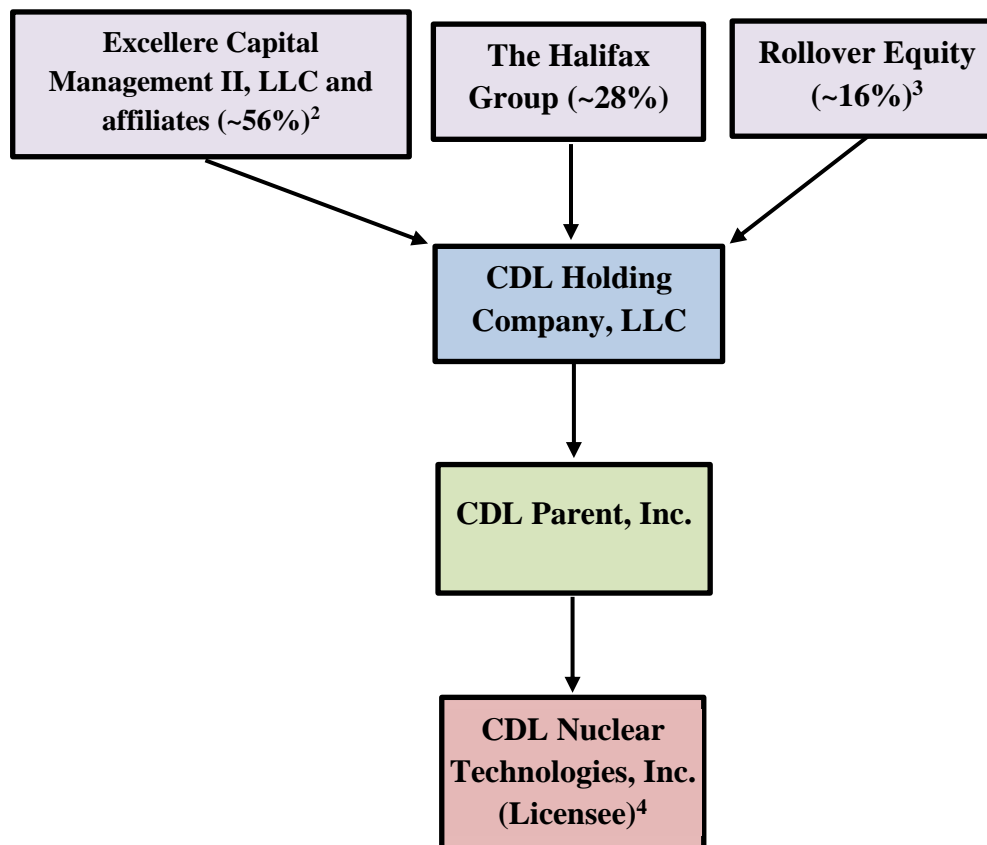 Excellere Capital
Management II, LLC and
affiliates (~56%)²
The Halifax
Group (~28%)
Rollover Equity
(~16%)³
CDL Holding
Company, LLC
CDL Parent, Inc.
CDL Nuclear
Technologies, Inc.
(Licensee)⁴